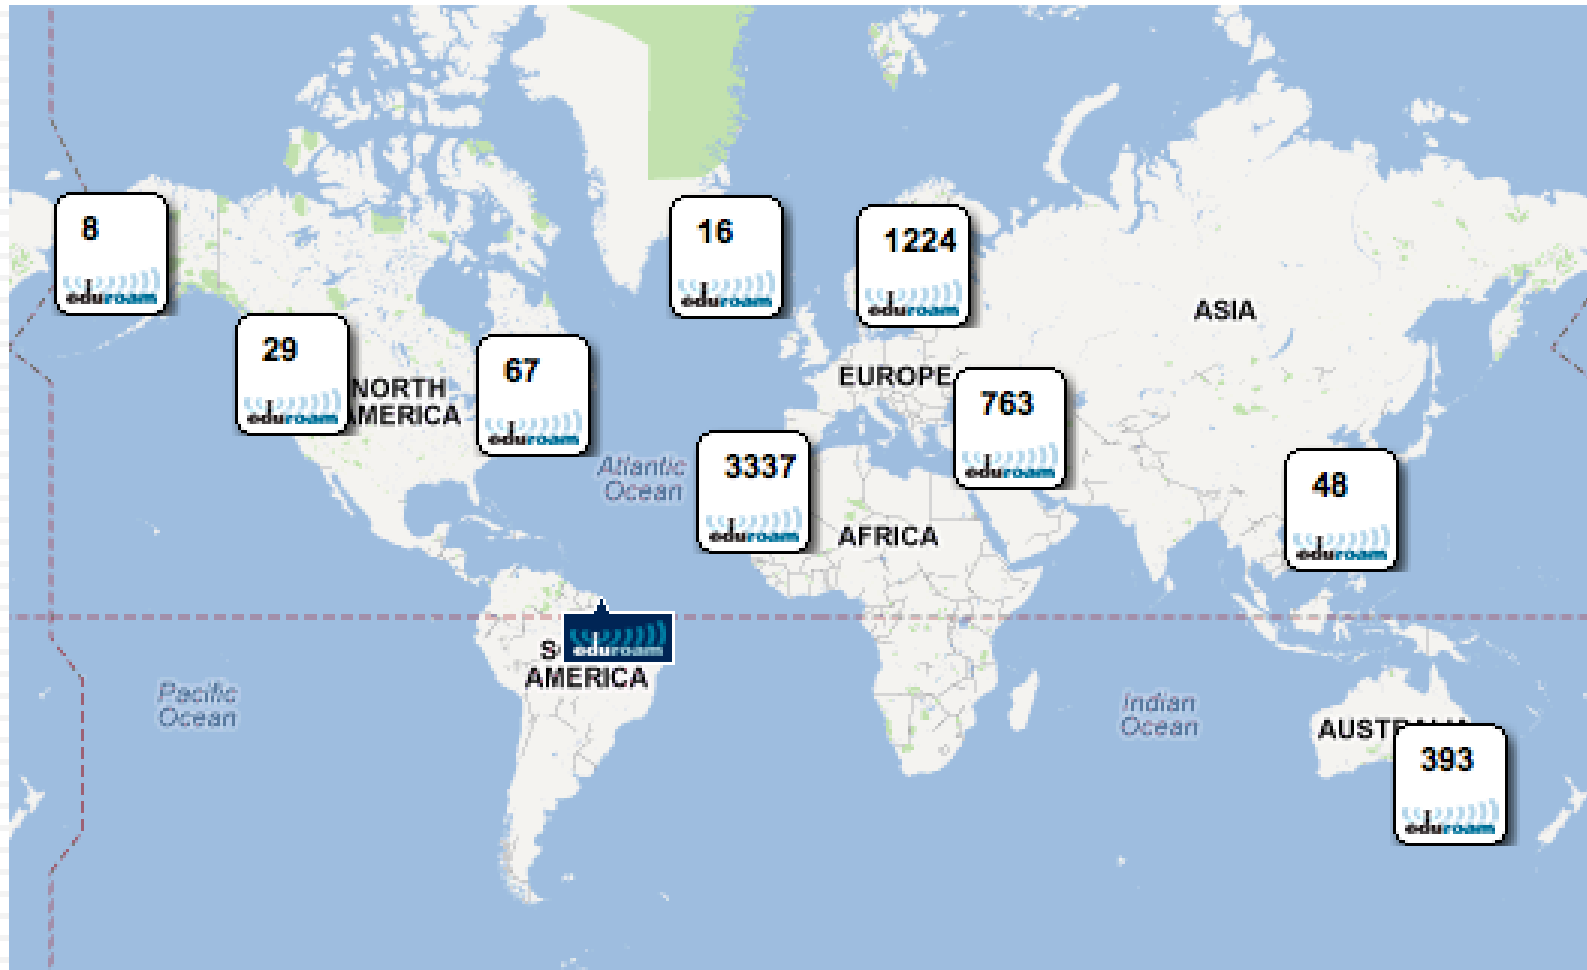 8
eduroam
16
eduroam
1224
eduroam
ASIA
29
eduroam
67
eduroam
NORTH
AMERICA
EUROPE
763
eduroam
3337
eduroam
Atlantic
Ocean
48
eduroam
AFRICA
eduroam
AMERICA
Pacific
Ocean
Indian
Ocean
393
eduroam